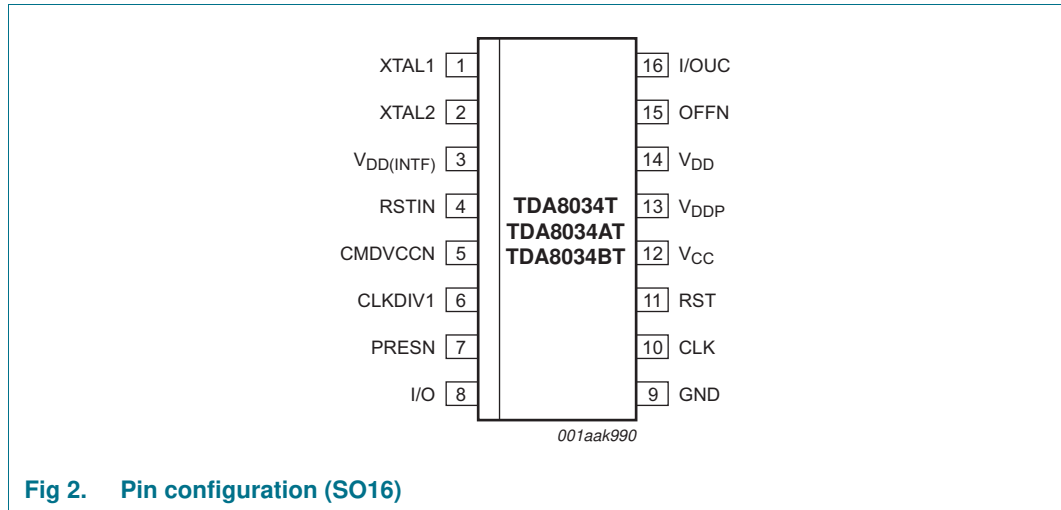 XTAL1 1 16 I/OUC
XTAL2 2 15 OFFN
VDD(INTF) 3 14 VDD
RSTIN 4 TDA8034T 13 VDDP
TDA8034AT
CMDVCCN 5 TDA8034BT 12 VCC
CLKDIV1 6 11 RST
PRESN 7 10 CLK
I/O 8 9 GND
001aak990
Fig 2. Pin configuration (SO16)